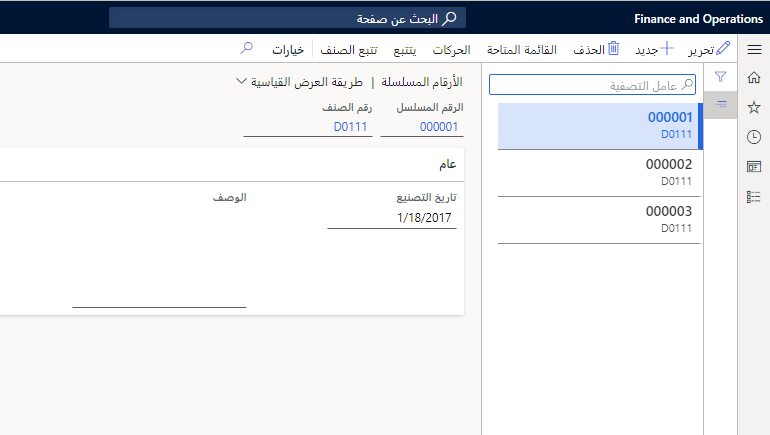 Finance and Operations
البحث عن صفحة
تحرير
جديد
الحذف
القائمة المتاحة
الحركات
يتتبع
تتبع الصنف
خيارات
عامل التصفية
000001
D0111
000002
D0111
000003
D0111
الأرقام المسلسلة | طريقة العرض القياسية
الرقم المسلسل
000001
رقم الصنف
D0111
عام
تاريخ التصنيع
1/18/2017
الوصف